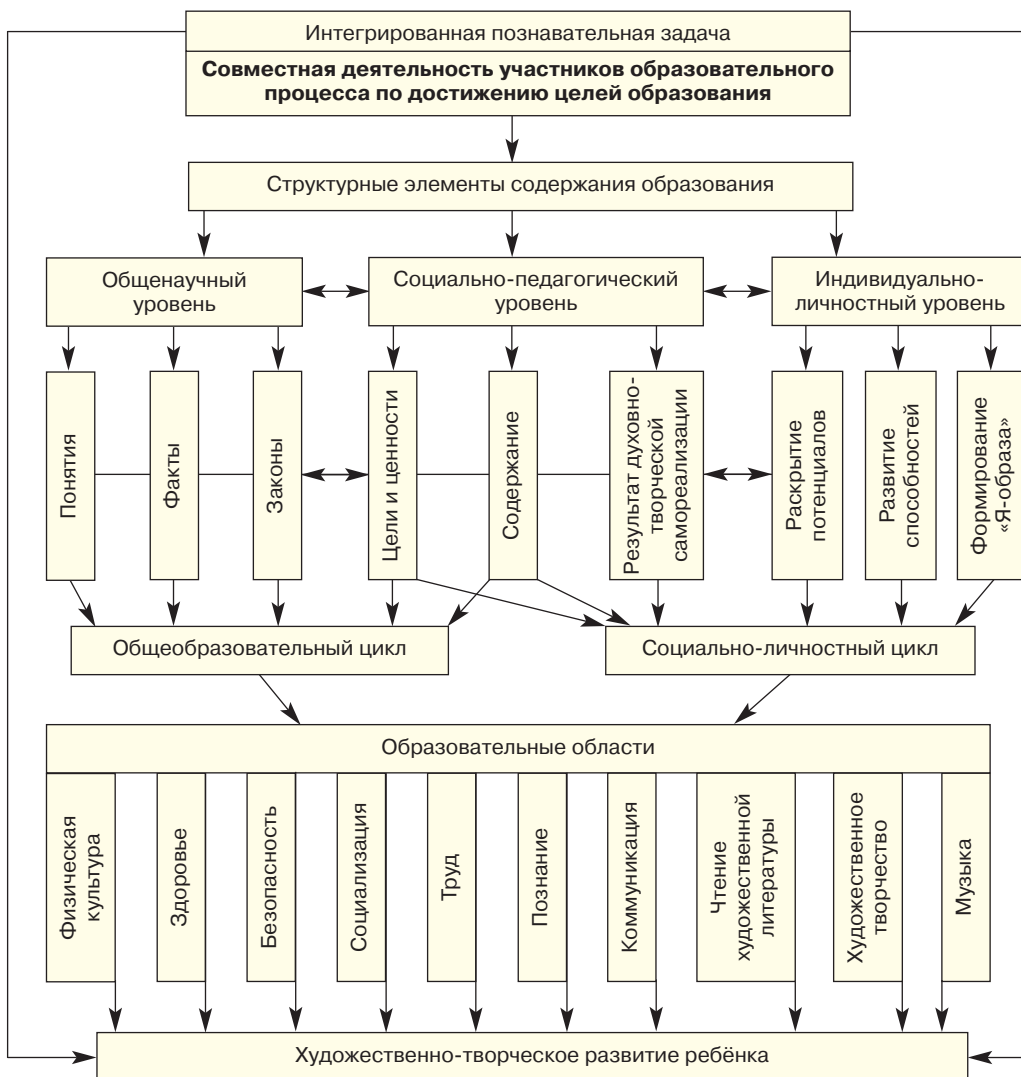 Интегрированная познавательная задача
Совместная деятельность участников образовательного
процесса по достижению целей образования
Структурные элементы содержания образования
Общенаучный
уровень
Социально-педагогический
уровень
Индивидуально-
личностный уровень
Понятия
Факты
Законы
Цели и ценности
Содержание
Результат духовно-
творческой
самореализации
Раскрытие
потенциалов
Развитие
способностей
Формирование
«Я-образа»
Общеобразовательный цикл
Социально-личностный цикл
Образовательные области
Физическая
культура
Здоровье
Безопасность
Социализация
Труд
Познание
Коммуникация
Чтение
художественной
литературы
Художественное
творчество
Музыка
Художественно-творческое развитие ребёнка